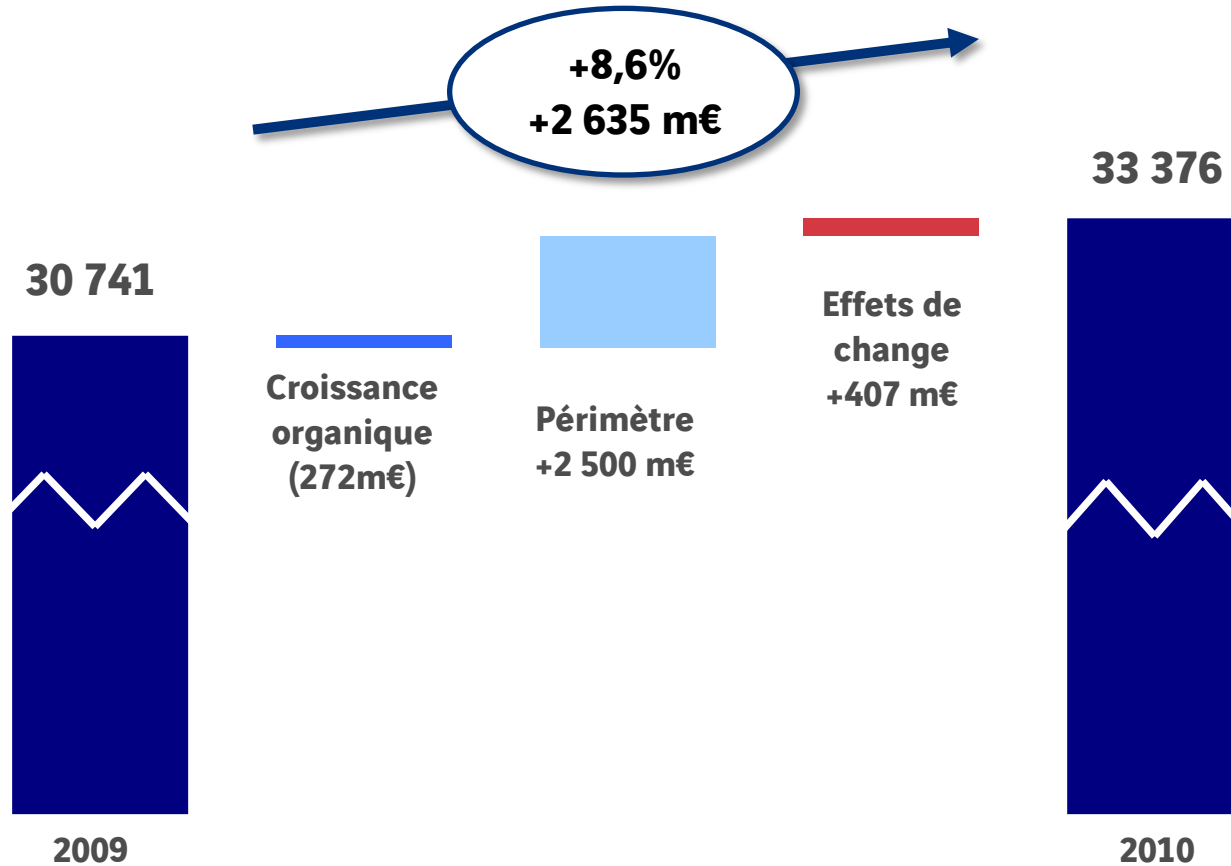 +8,6%
+2 635 m€
33 376
30 741
Effets de
change
+407 m€
Croissance
organique
(272m€)
Périmètre
+2 500 m€
2009
2010